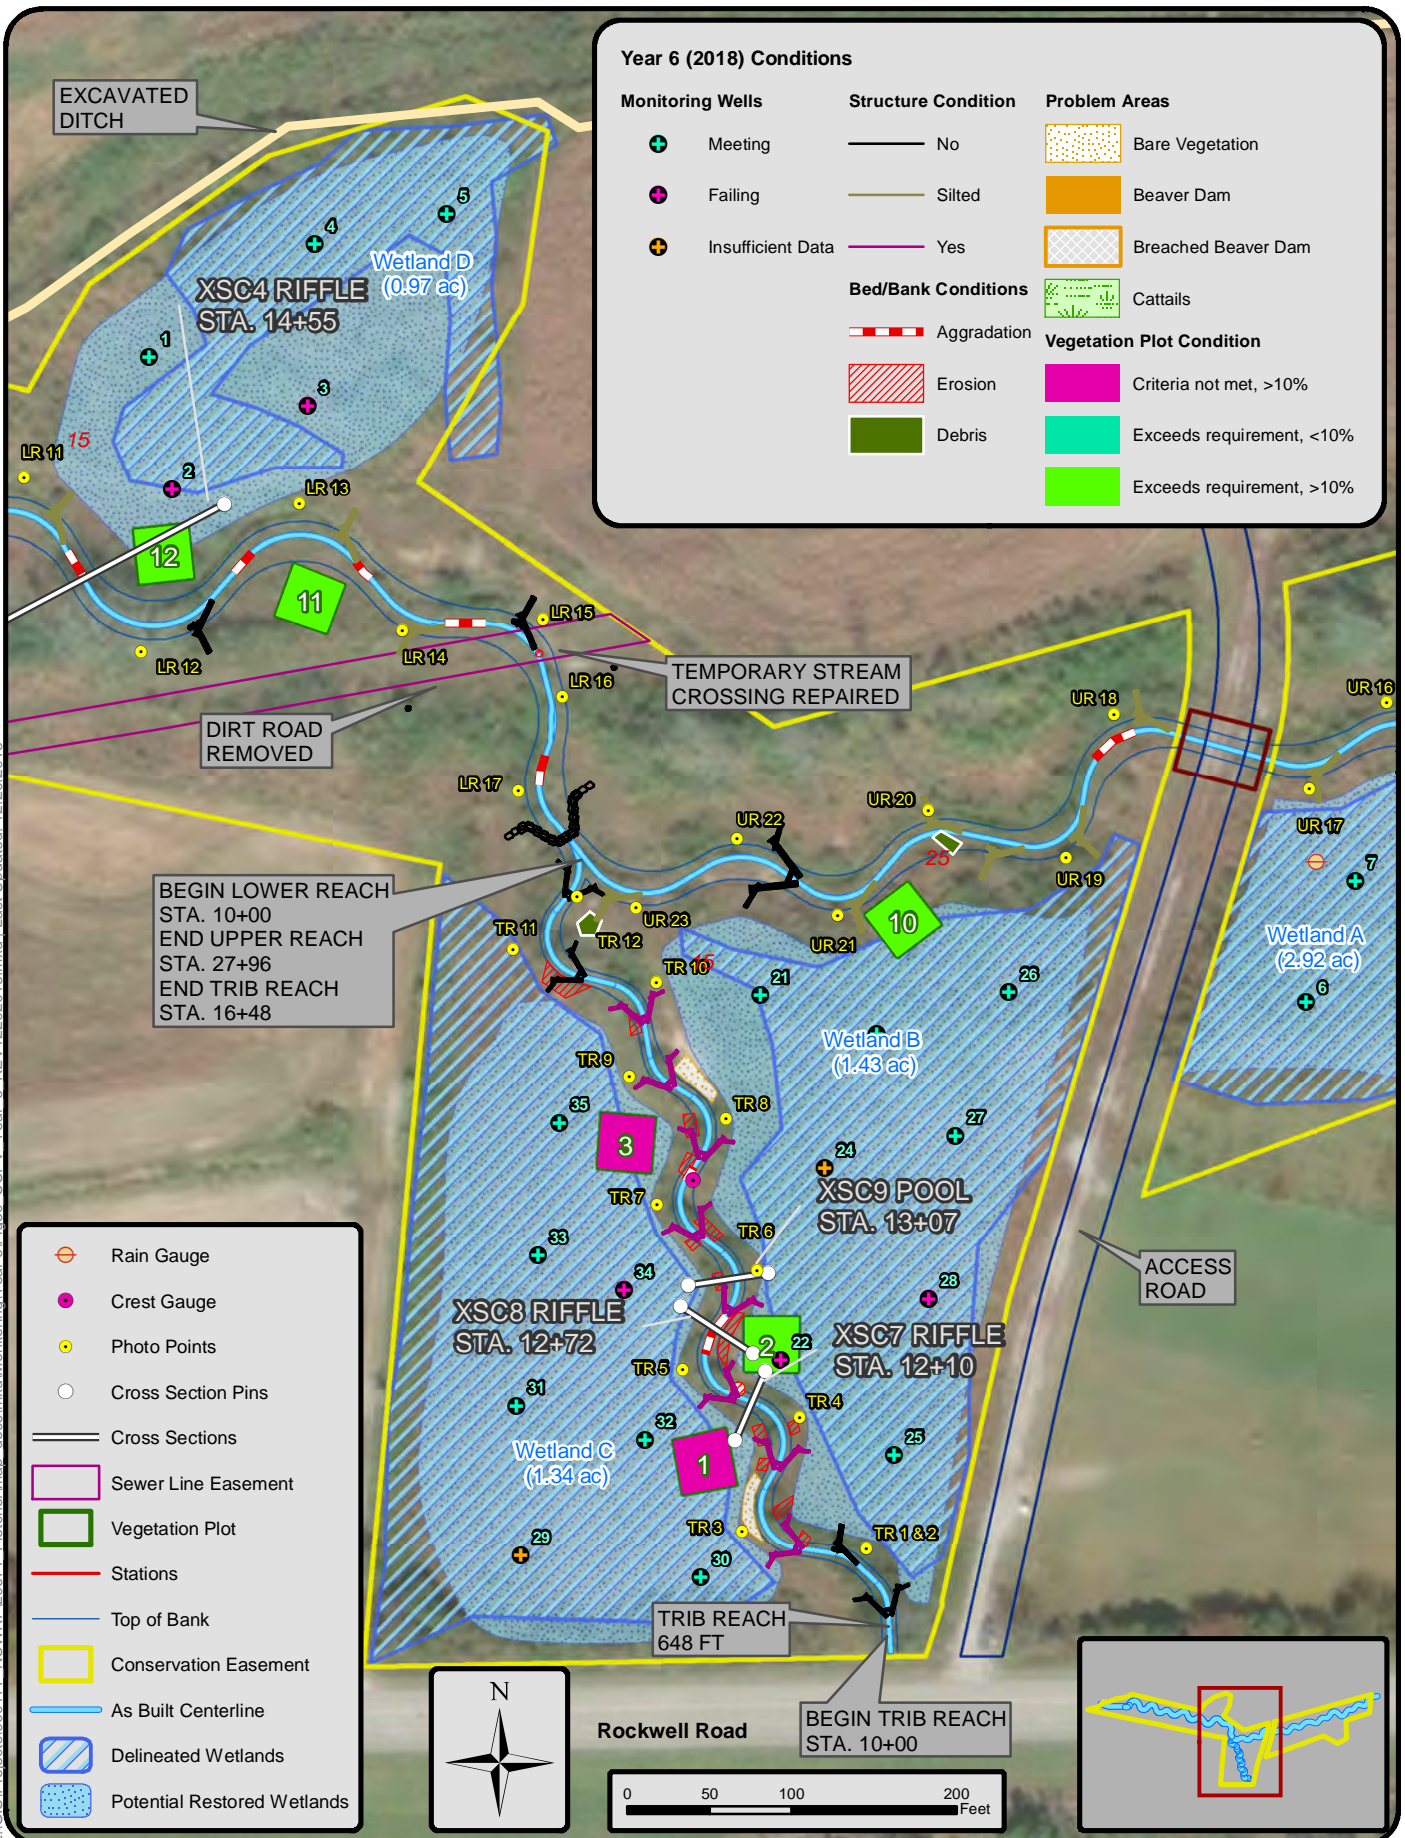 Year 6 (2018) Conditions
Monitoring Wells
Meeting
Failing
Insufficient Data
Structure Condition
No
Silted
Yes
Bed/Bank Conditions
Aggradation
Erosion
Debris
Problem Areas
Bare Vegetation
Beaver Dam
Breached Beaver Dam
Cattails
Vegetation Plot Condition
Criteria not met, >10%
Exceeds requirement, <10%
Exceeds requirement, >10%
EXCAVATED
DITCH
5
4
Wetland D
(0.97 ac)
XSC4 RIFFLE
STA. 14+55
1
3
15
LR 11
2
LR 13
12
11
LR 15
LR 12
LR 14
TEMPORARY STREAM
CROSSING REPAIRED
LR 16
DIRT ROAD
REMOVED
UR 18
UR 16
LR 17
UR 20
UR 22
UR 17
25
UR 19
7
BEGIN LOWER REACH
STA. 10+00
END UPPER REACH
STA. 27+96
END TRIB REACH
STA. 16+48
UR 23
10
UR 21
TR 11
TR 12
Wetland A
(2.92 ac)
TR 10
15
21
26
6
Wetland B
(1.43 ac)
TR 9
35
TR 8
27
3
24
XSC9 POOL
STA. 13+07
TR 7
TR 6
33
34
28
ACCESS
ROAD
XSC8 RIFFLE
STA. 12+72
2
22
XSC7 RIFFLE
STA. 12+10
TR 5
31
TR 4
32
25
Wetland C
(1.34 ac)
1
TR 3
TR 1 & 2
29
30
TRIB REACH
648 FT
BEGIN TRIB REACH
STA. 10+00
Rockwell Road
Rain Gauge
Crest Gauge
Photo Points
Cross Section Pins
Cross Sections
Sewer Line Easement
Vegetation Plot
Stations
Top of Bank
Conservation Easement
As Built Centerline
Delineated Wetlands
Potential Restored Wetlands
N
0 50 100 200
Feet